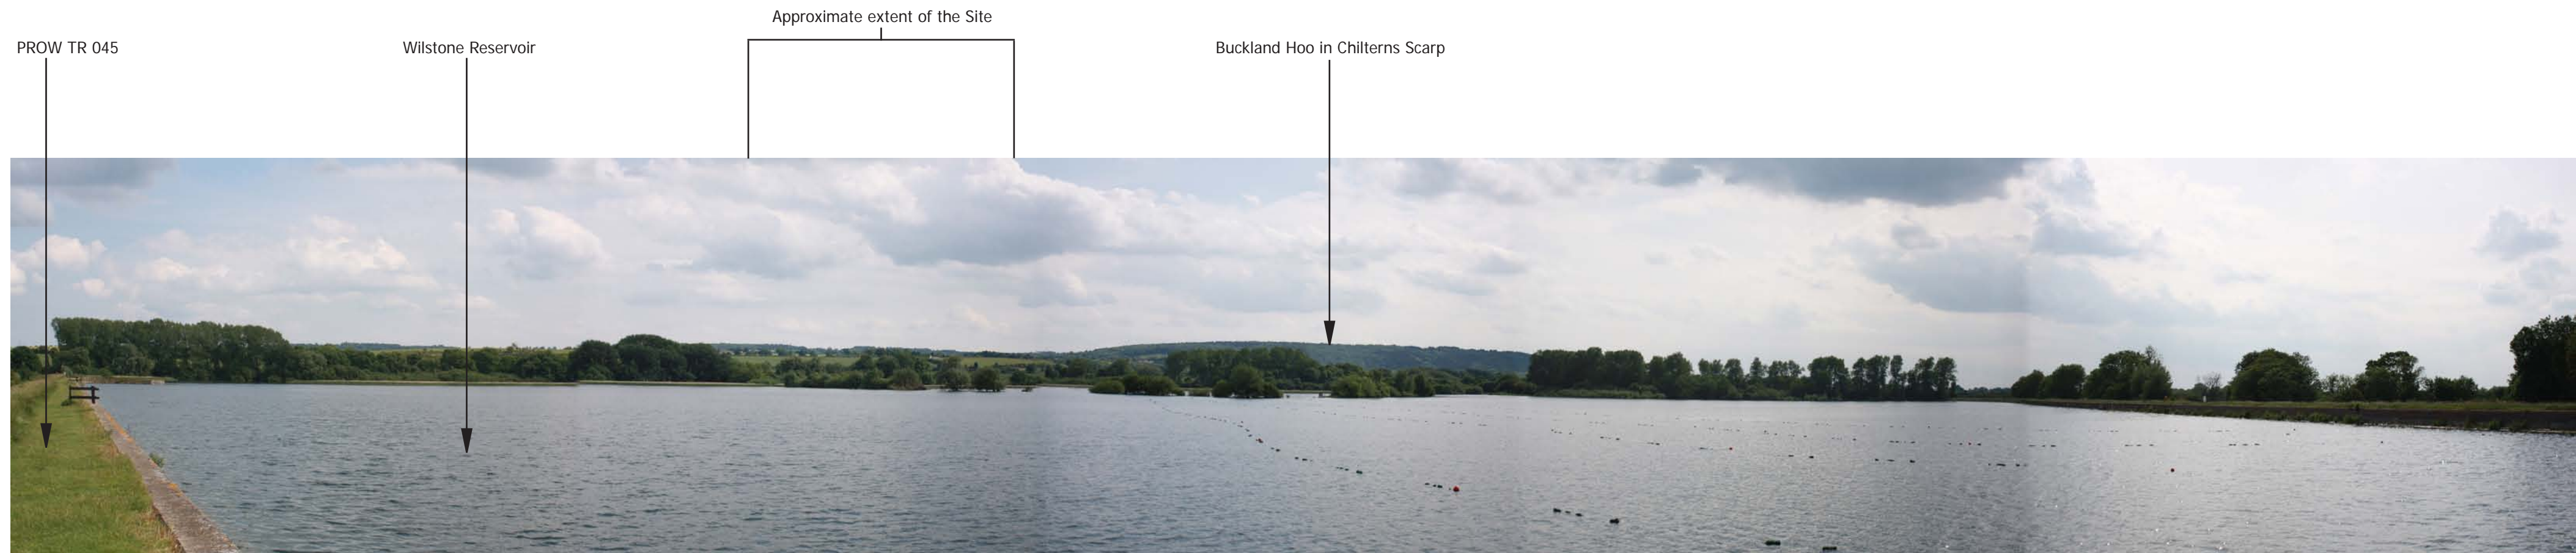 Approximate extent of the Site
PROW TR 045
Wilstone Reservoir
Buckland Hoo in Chilterns Scarp